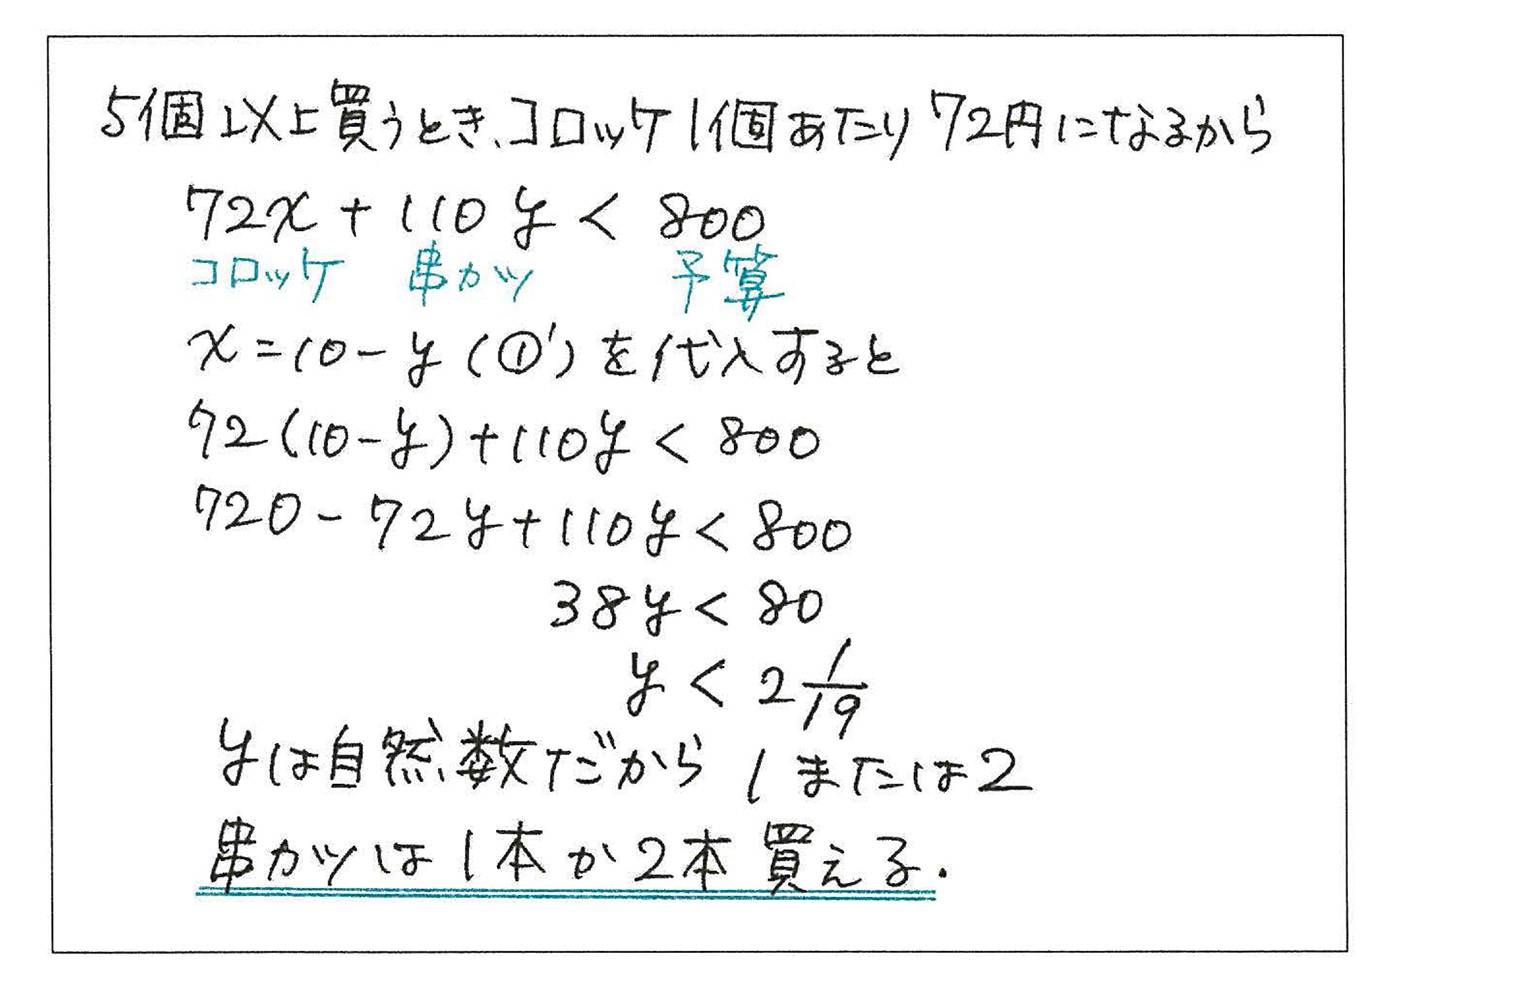 5個以上買うとき、コロッケ1個あたり72円になるから
72x + 110y < 800
コロッケ 串カツ 予算
x = 10 - y (①') を代入すると
72(10-y)+110y < 800
720 - 72y + 110y < 800
38y < 80
y < 2 1/19
yは自然数だから 1または2
串カツは1本か2本買える.